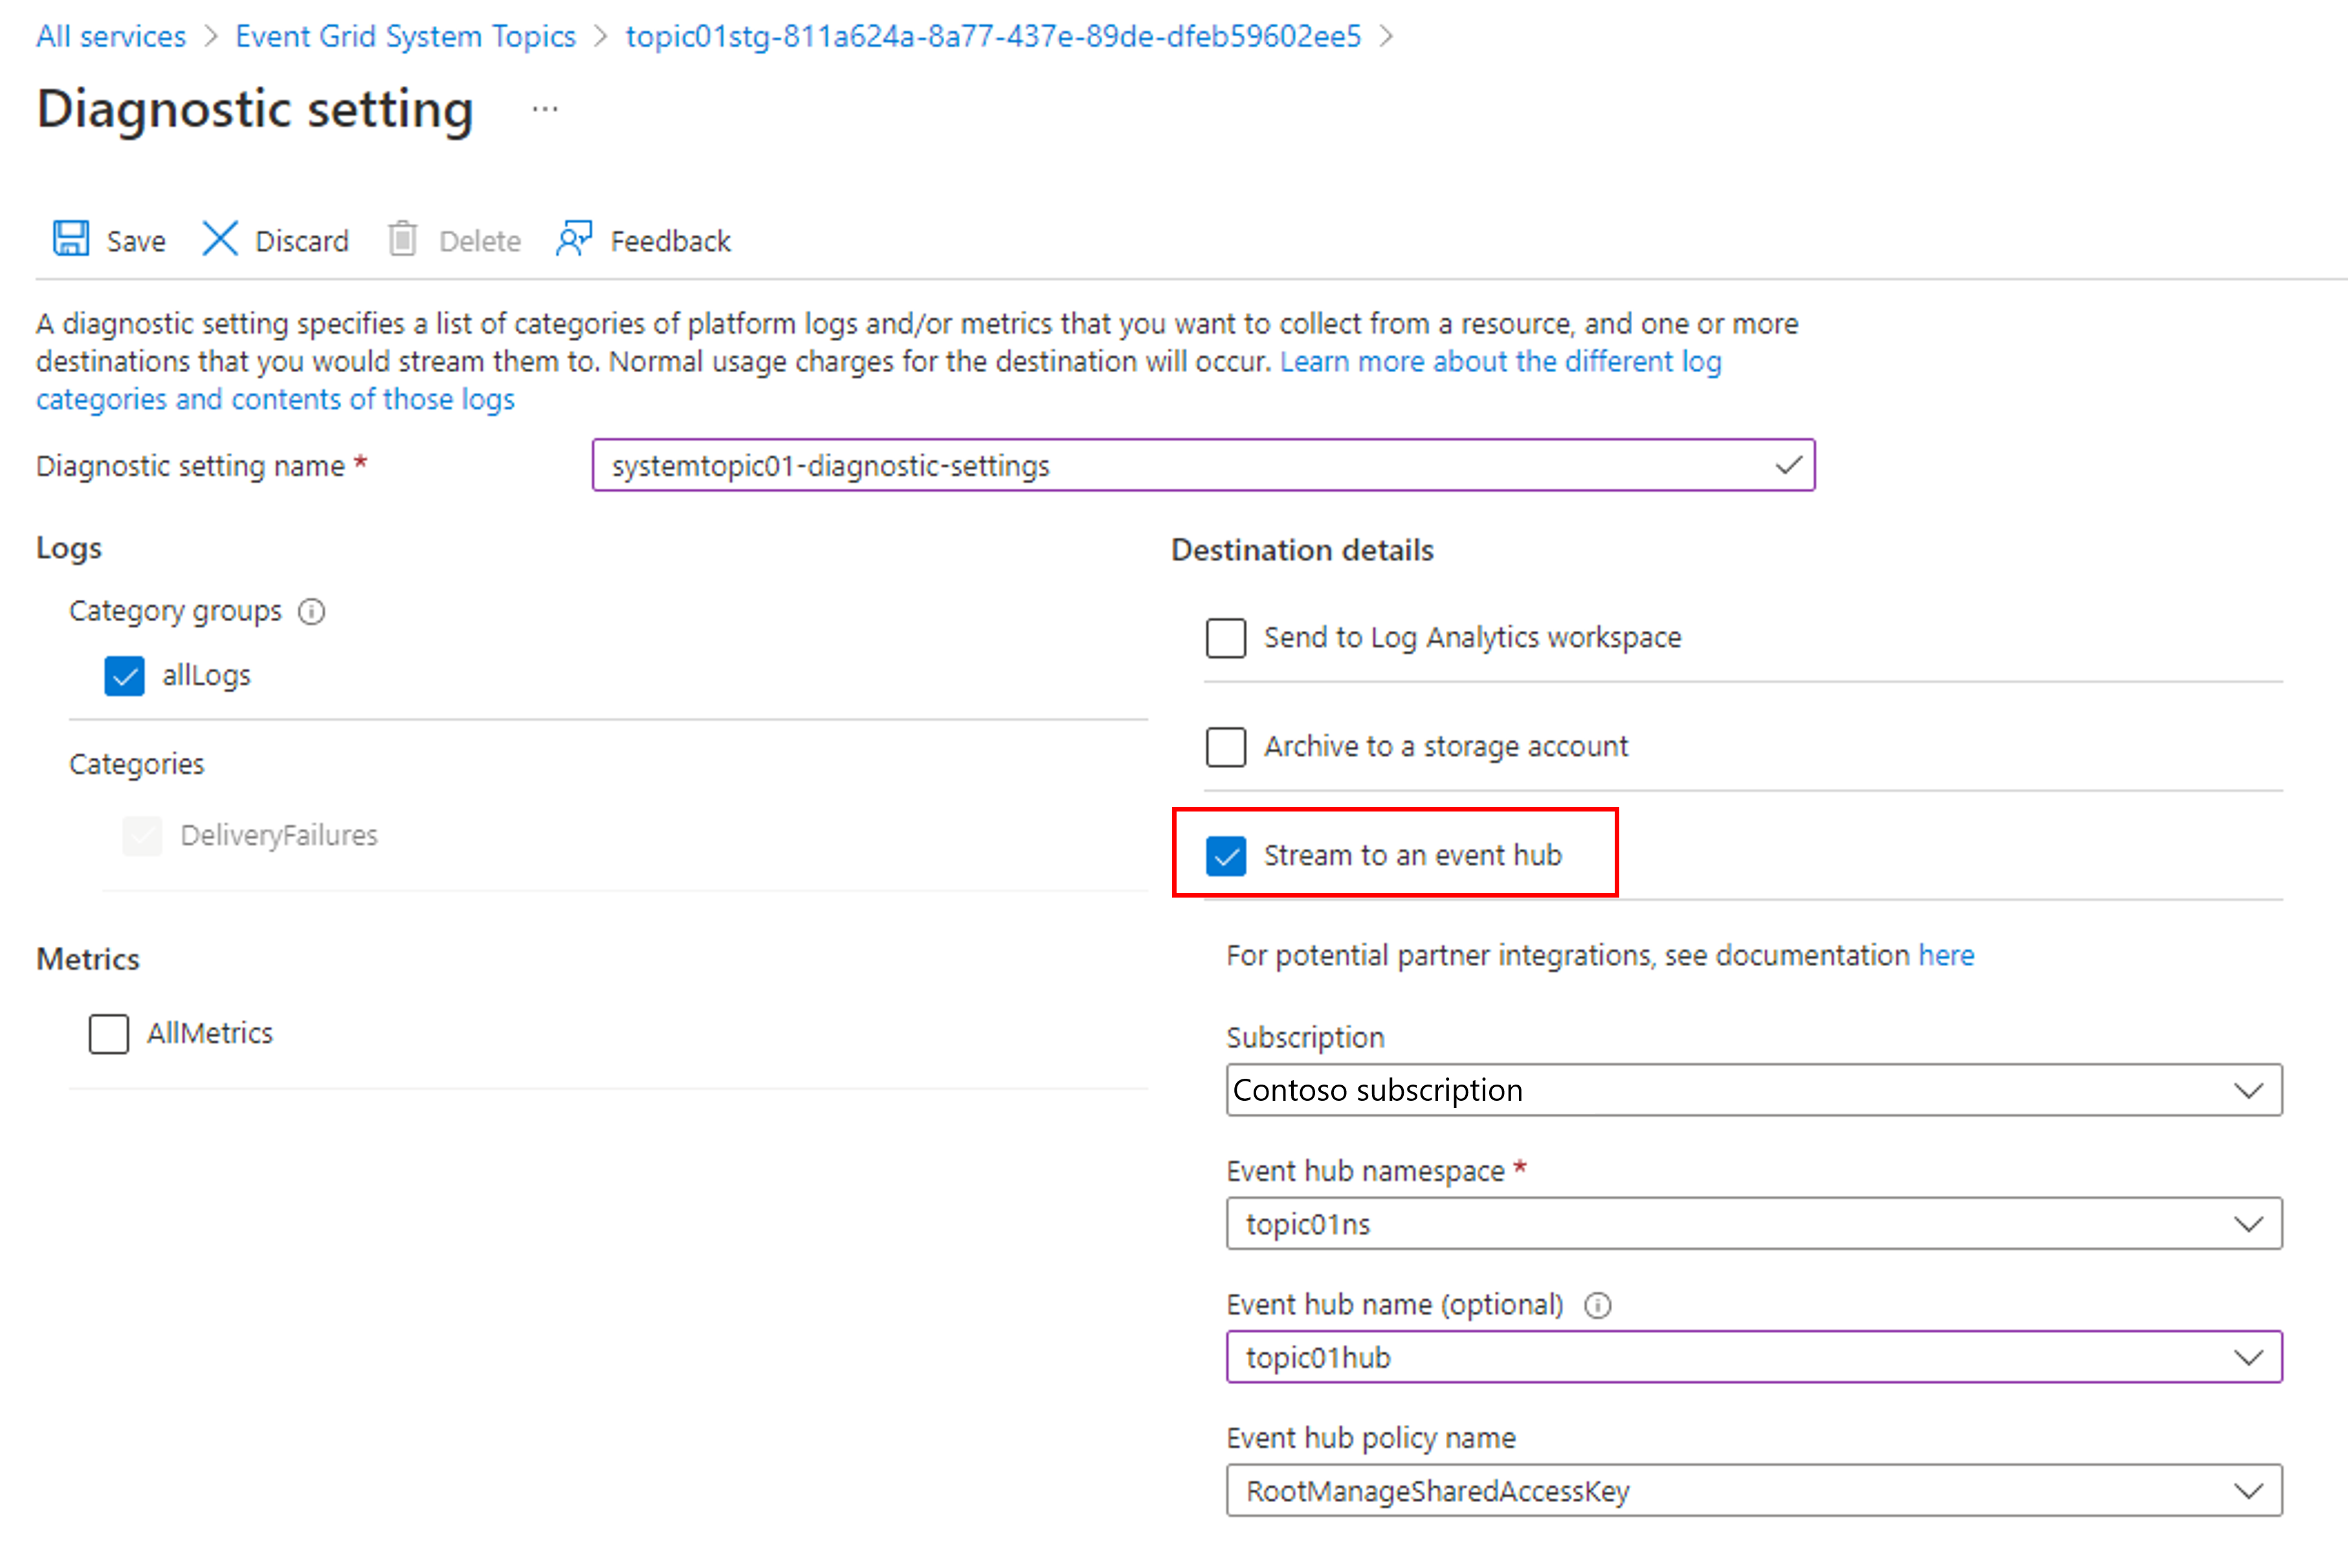 All services > Event Grid System Topics > topic01stg-811a624a-8a77-437e-89de-dfeb59602ee5 >
Diagnostic setting ...
Save Discard Delete Feedback
A diagnostic setting specifies a list of categories of platform logs and/or metrics that you want to collect from a resource, and one or more
destinations that you would stream them to. Normal usage charges for the destination will occur. Learn more about the different log
categories and contents of those logs
Diagnostic setting name * systemtopic01-diagnostic-settings
Logs
Category groups
allLogs
Categories
DeliveryFailures
Metrics
AllMetrics
Destination details
Send to Log Analytics workspace
Archive to a storage account
Stream to an event hub
For potential partner integrations, see documentation here
Subscription
Contoso subscription
Event hub namespace *
topic01ns
Event hub name (optional)
topic01hub
Event hub policy name
RootManageSharedAccessKey